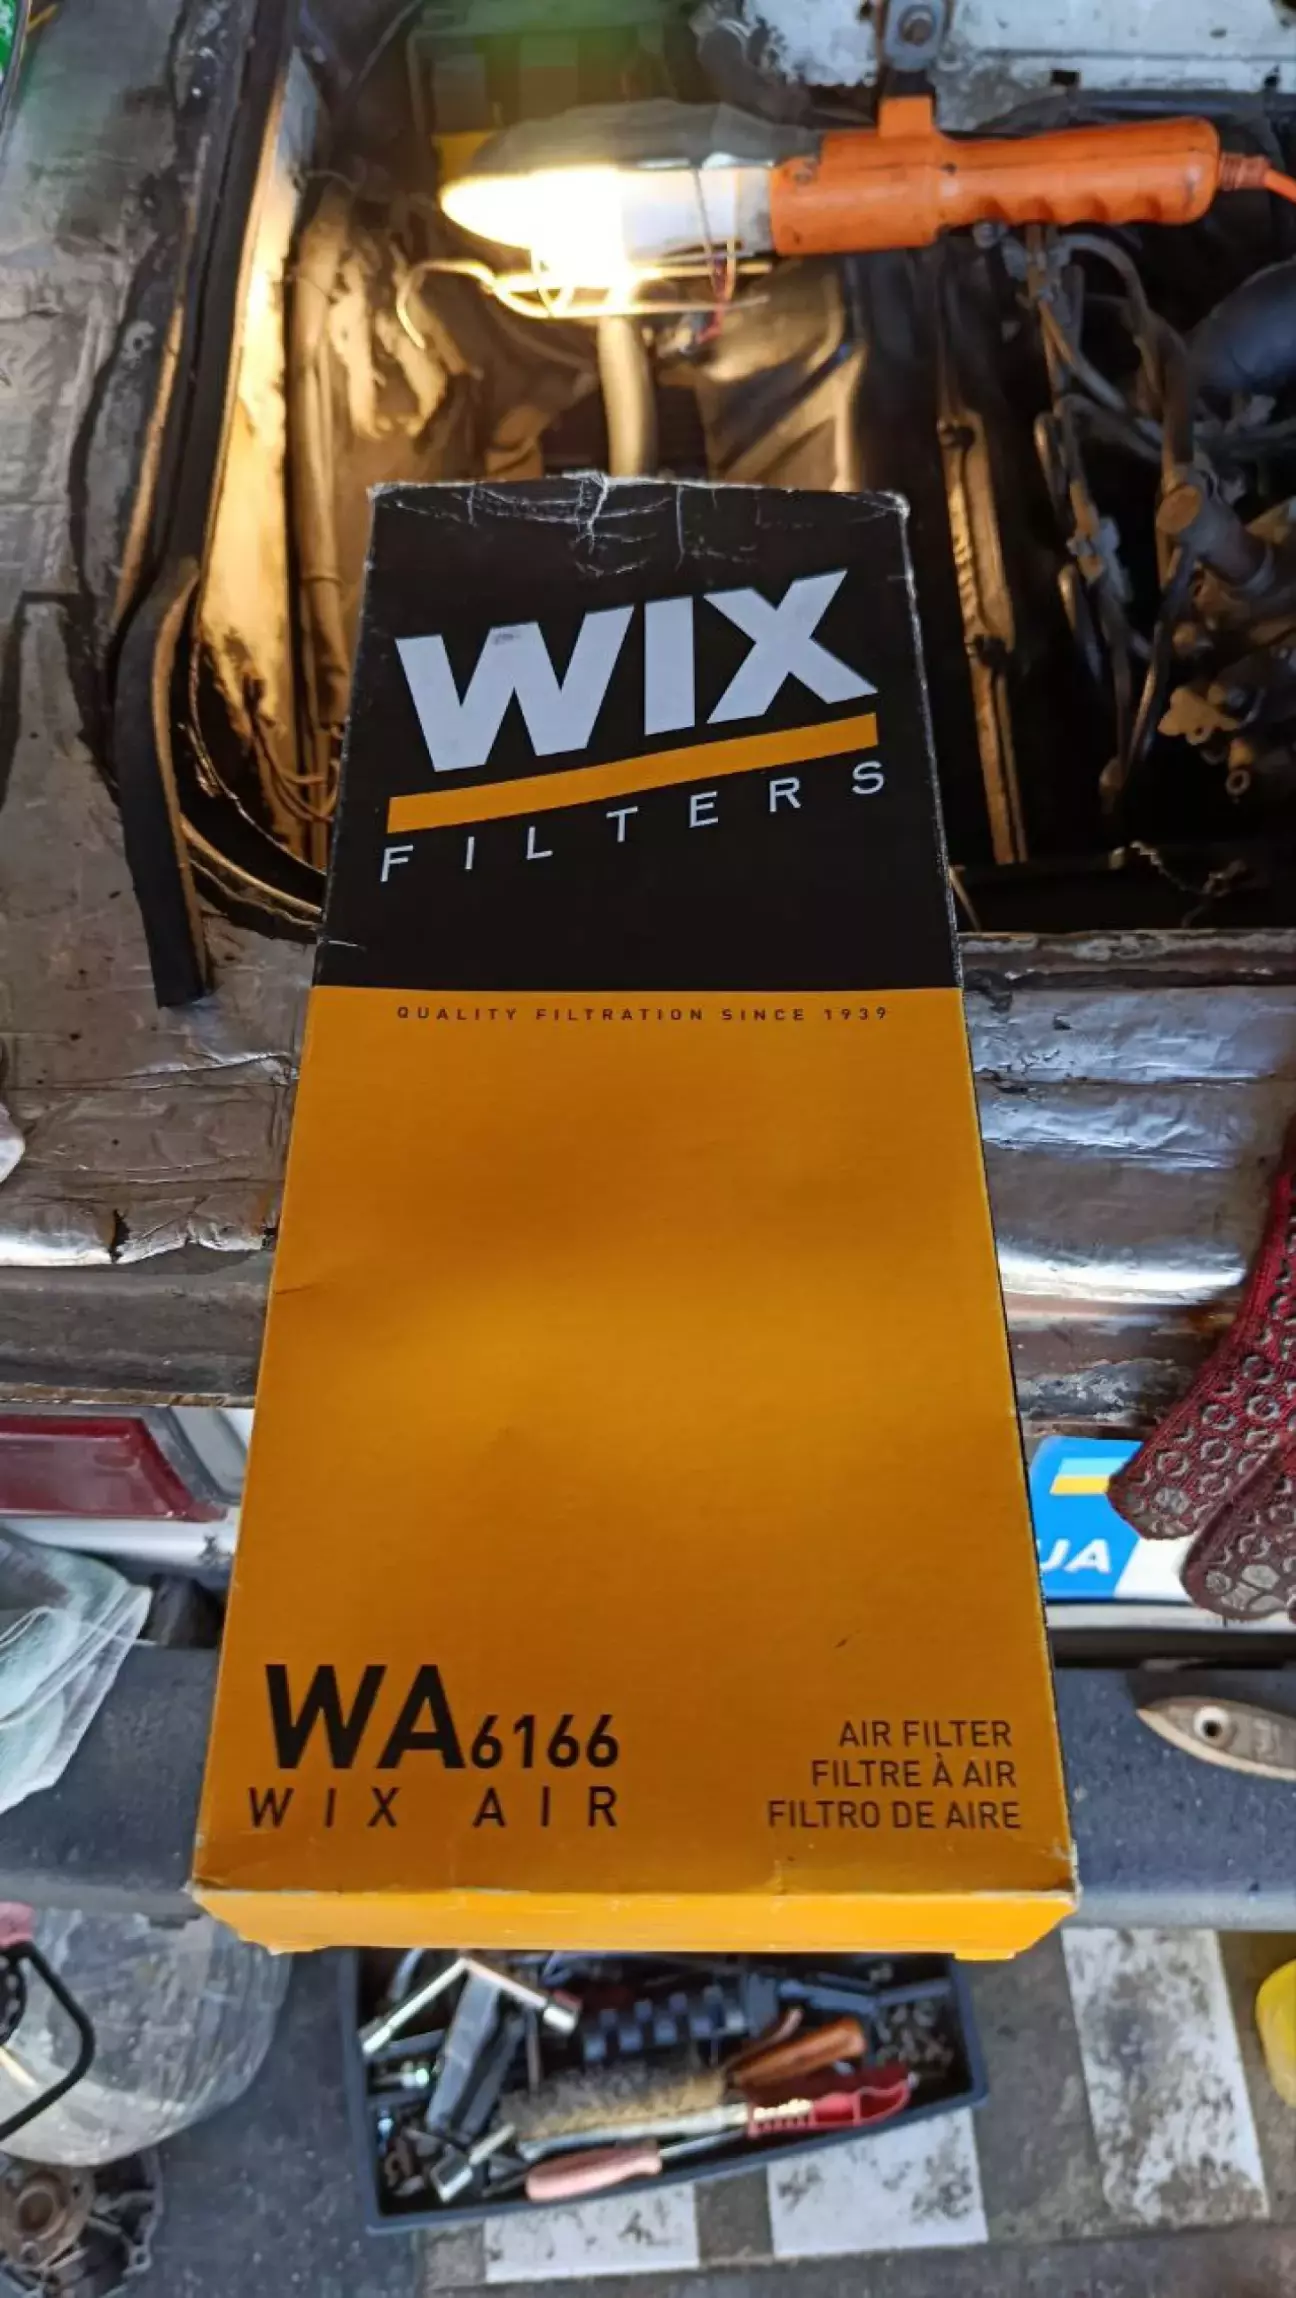 WIX
FILTERS
QUALITY FILTRATION SINCE 1939
UA
WA6166
WIX AIR
AIR FILTER
FILTRE À AIR
FILTRO DE AIRE